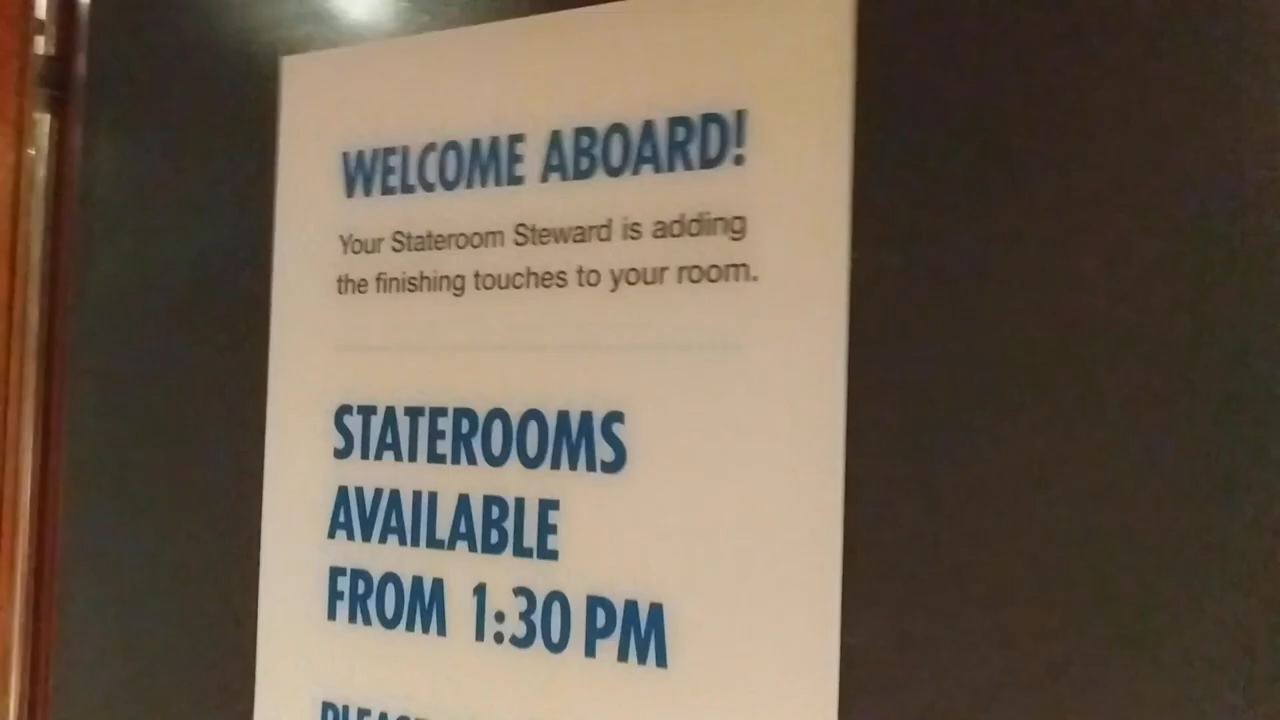 WELCOME ABOARD!
Your Stateroom Steward is adding
the finishing touches to your room.
STATEROOMS
AVAILABLE
FROM 1:30 PM